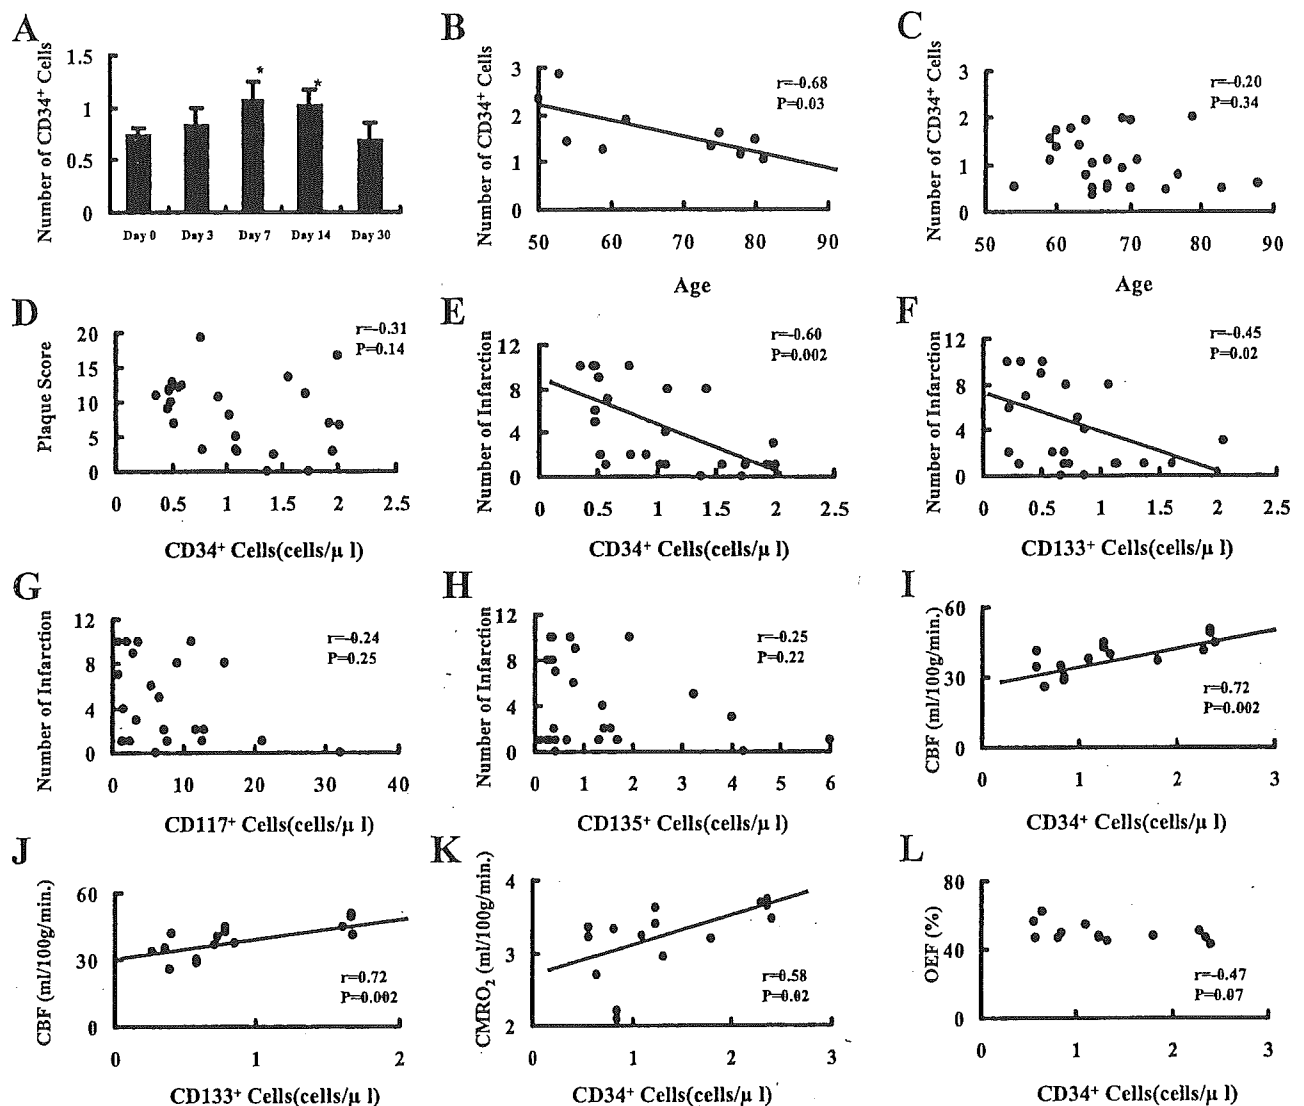 A
Number of CD34+ Cells
1.5
1
0.5
0
*
*
Day 0 Day 3 Day 7 Day 14 Day 30
B
Number of CD34+ Cells
3
2
1
0
r=-0.68
P=0.03
50 60 70 80 90
Age
C
Number of CD34+ Cells
3
2
1
0
r=-0.20
P=0.34
50 60 70 80 90
Age
D
Plaque Score
20
15
10
5
0
r=-0.31
P=0.14
0 0.5 1 1.5 2 2.5
CD34+ Cells(cells/μ l)
E
Number of Infarction
12
8
4
0
r=-0.60
P=0.002
0 0.5 1 1.5 2 2.5
CD34+ Cells(cells/μ l)
F
Number of Infarction
12
8
4
0
r=-0.45
P=0.02
0 0.5 1 1.5 2 2.5
CD133+ Cells(cells/μ l)
G
Number of Infarction
12
8
4
0
r=-0.24
P=0.25
0 10 20 30 40
CD117+ Cells(cells/μ l)
H
Number of Infarction
12
8
4
0
r=-0.25
P=0.22
0 1 2 3 4 5 6
CD135+ Cells(cells/μ l)
I
CBF (ml/100g/min.)
60
30
0
r=0.72
P=0.002
0 1 2 3
CD34+ Cells(cells/μ l)
J
CBF (ml/100g/min.)
60
30
0
r=0.72
P=0.002
0 1 2
CD133+ Cells(cells/μ l)
K
CMRO2 (ml/100g/min.)
4
3
2
r=0.58
P=0.02
0 1 2 3
CD34+ Cells(cells/μ l)
L
OEF (%)
80
40
0
r=-0.47
P=0.07
0 1 2 3
CD34+ Cells(cells/μ l)